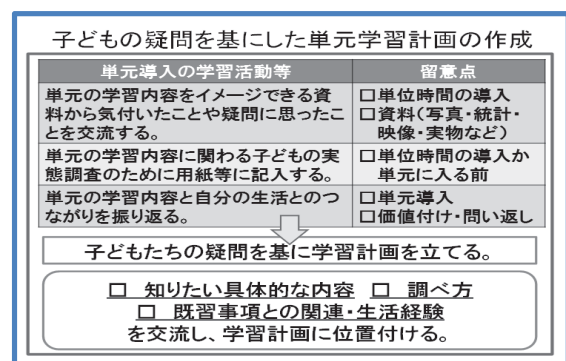 子どもの疑問を基にした単元学習計画の作成
単元導入の学習活動等
留意点
単元の学習内容をイメージできる資
料から気付いたことや疑問に思ったこ
とを交流する。
□単位時間の導入
□資料(写真・統計・
映像・実物など)
単元の学習内容に関わる子どもの実
態調査のために用紙等に記入する。
□単位時間の導入か
単元に入る前
単元の学習内容と自分の生活とのつ
ながりを振り返る。
□単元導入
□価値付け・問い返し
子どもたちの疑問を基に学習計画を立てる。
□ 知りたい具体的な内容 □ 調べ方
□ 既習事項との関連・生活経験
を交流し、学習計画に位置付ける。